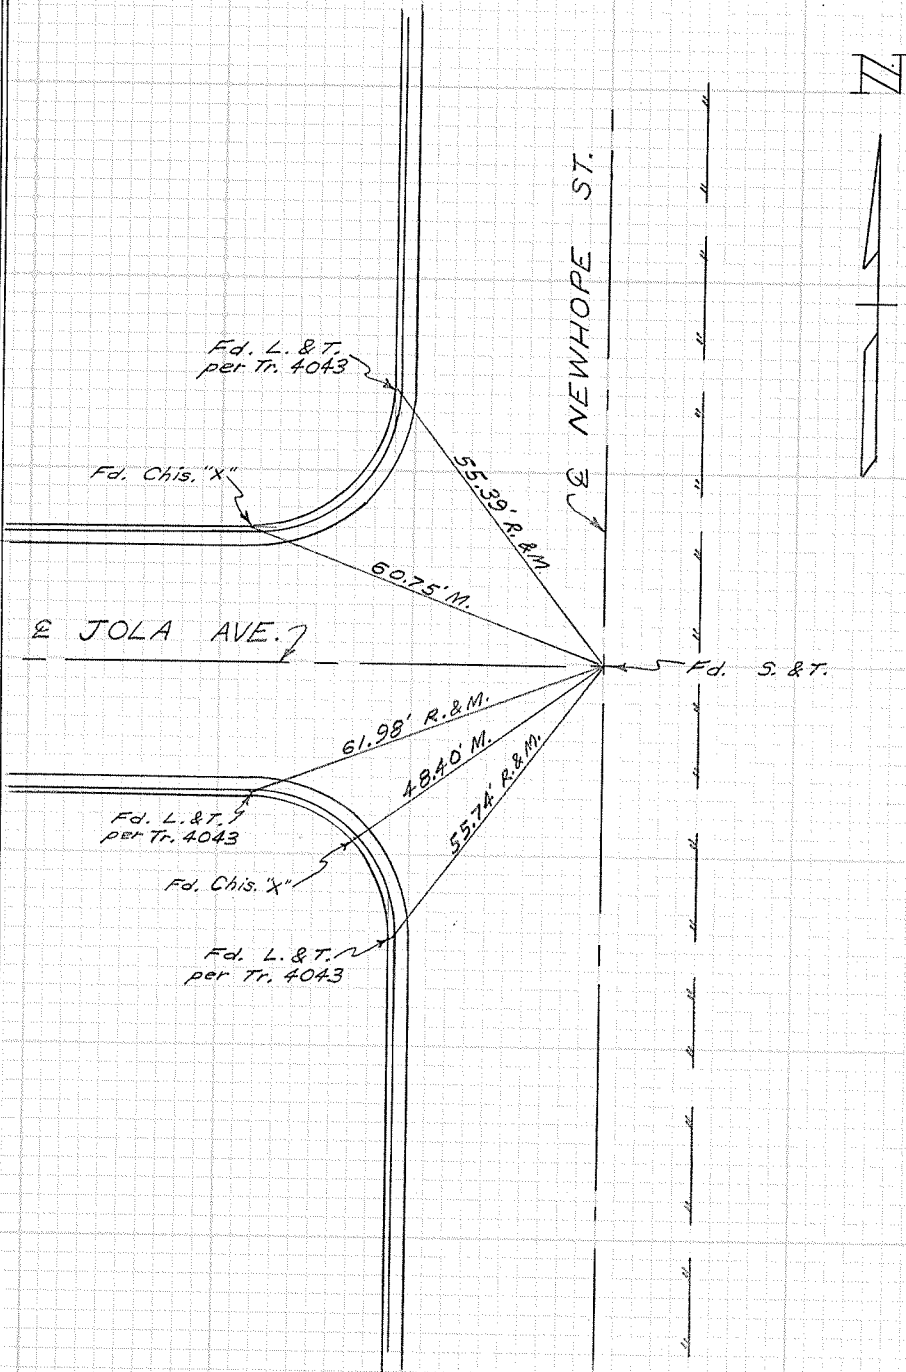 N
℄ NEWHOPE ST.
Fd. L. & T.
per Tr. 4043
Fd. Chis. "X"
55.39' R. & M.
60.75' M.
℄ JOLA AVE.
Fd. S. & T.
61.98' R. & M.
48.40' M.
55.74' R. & M.
Fd. L. & T.
per Tr. 4043
Fd. Chis. "X"
Fd. L. & T.
per Tr. 4043